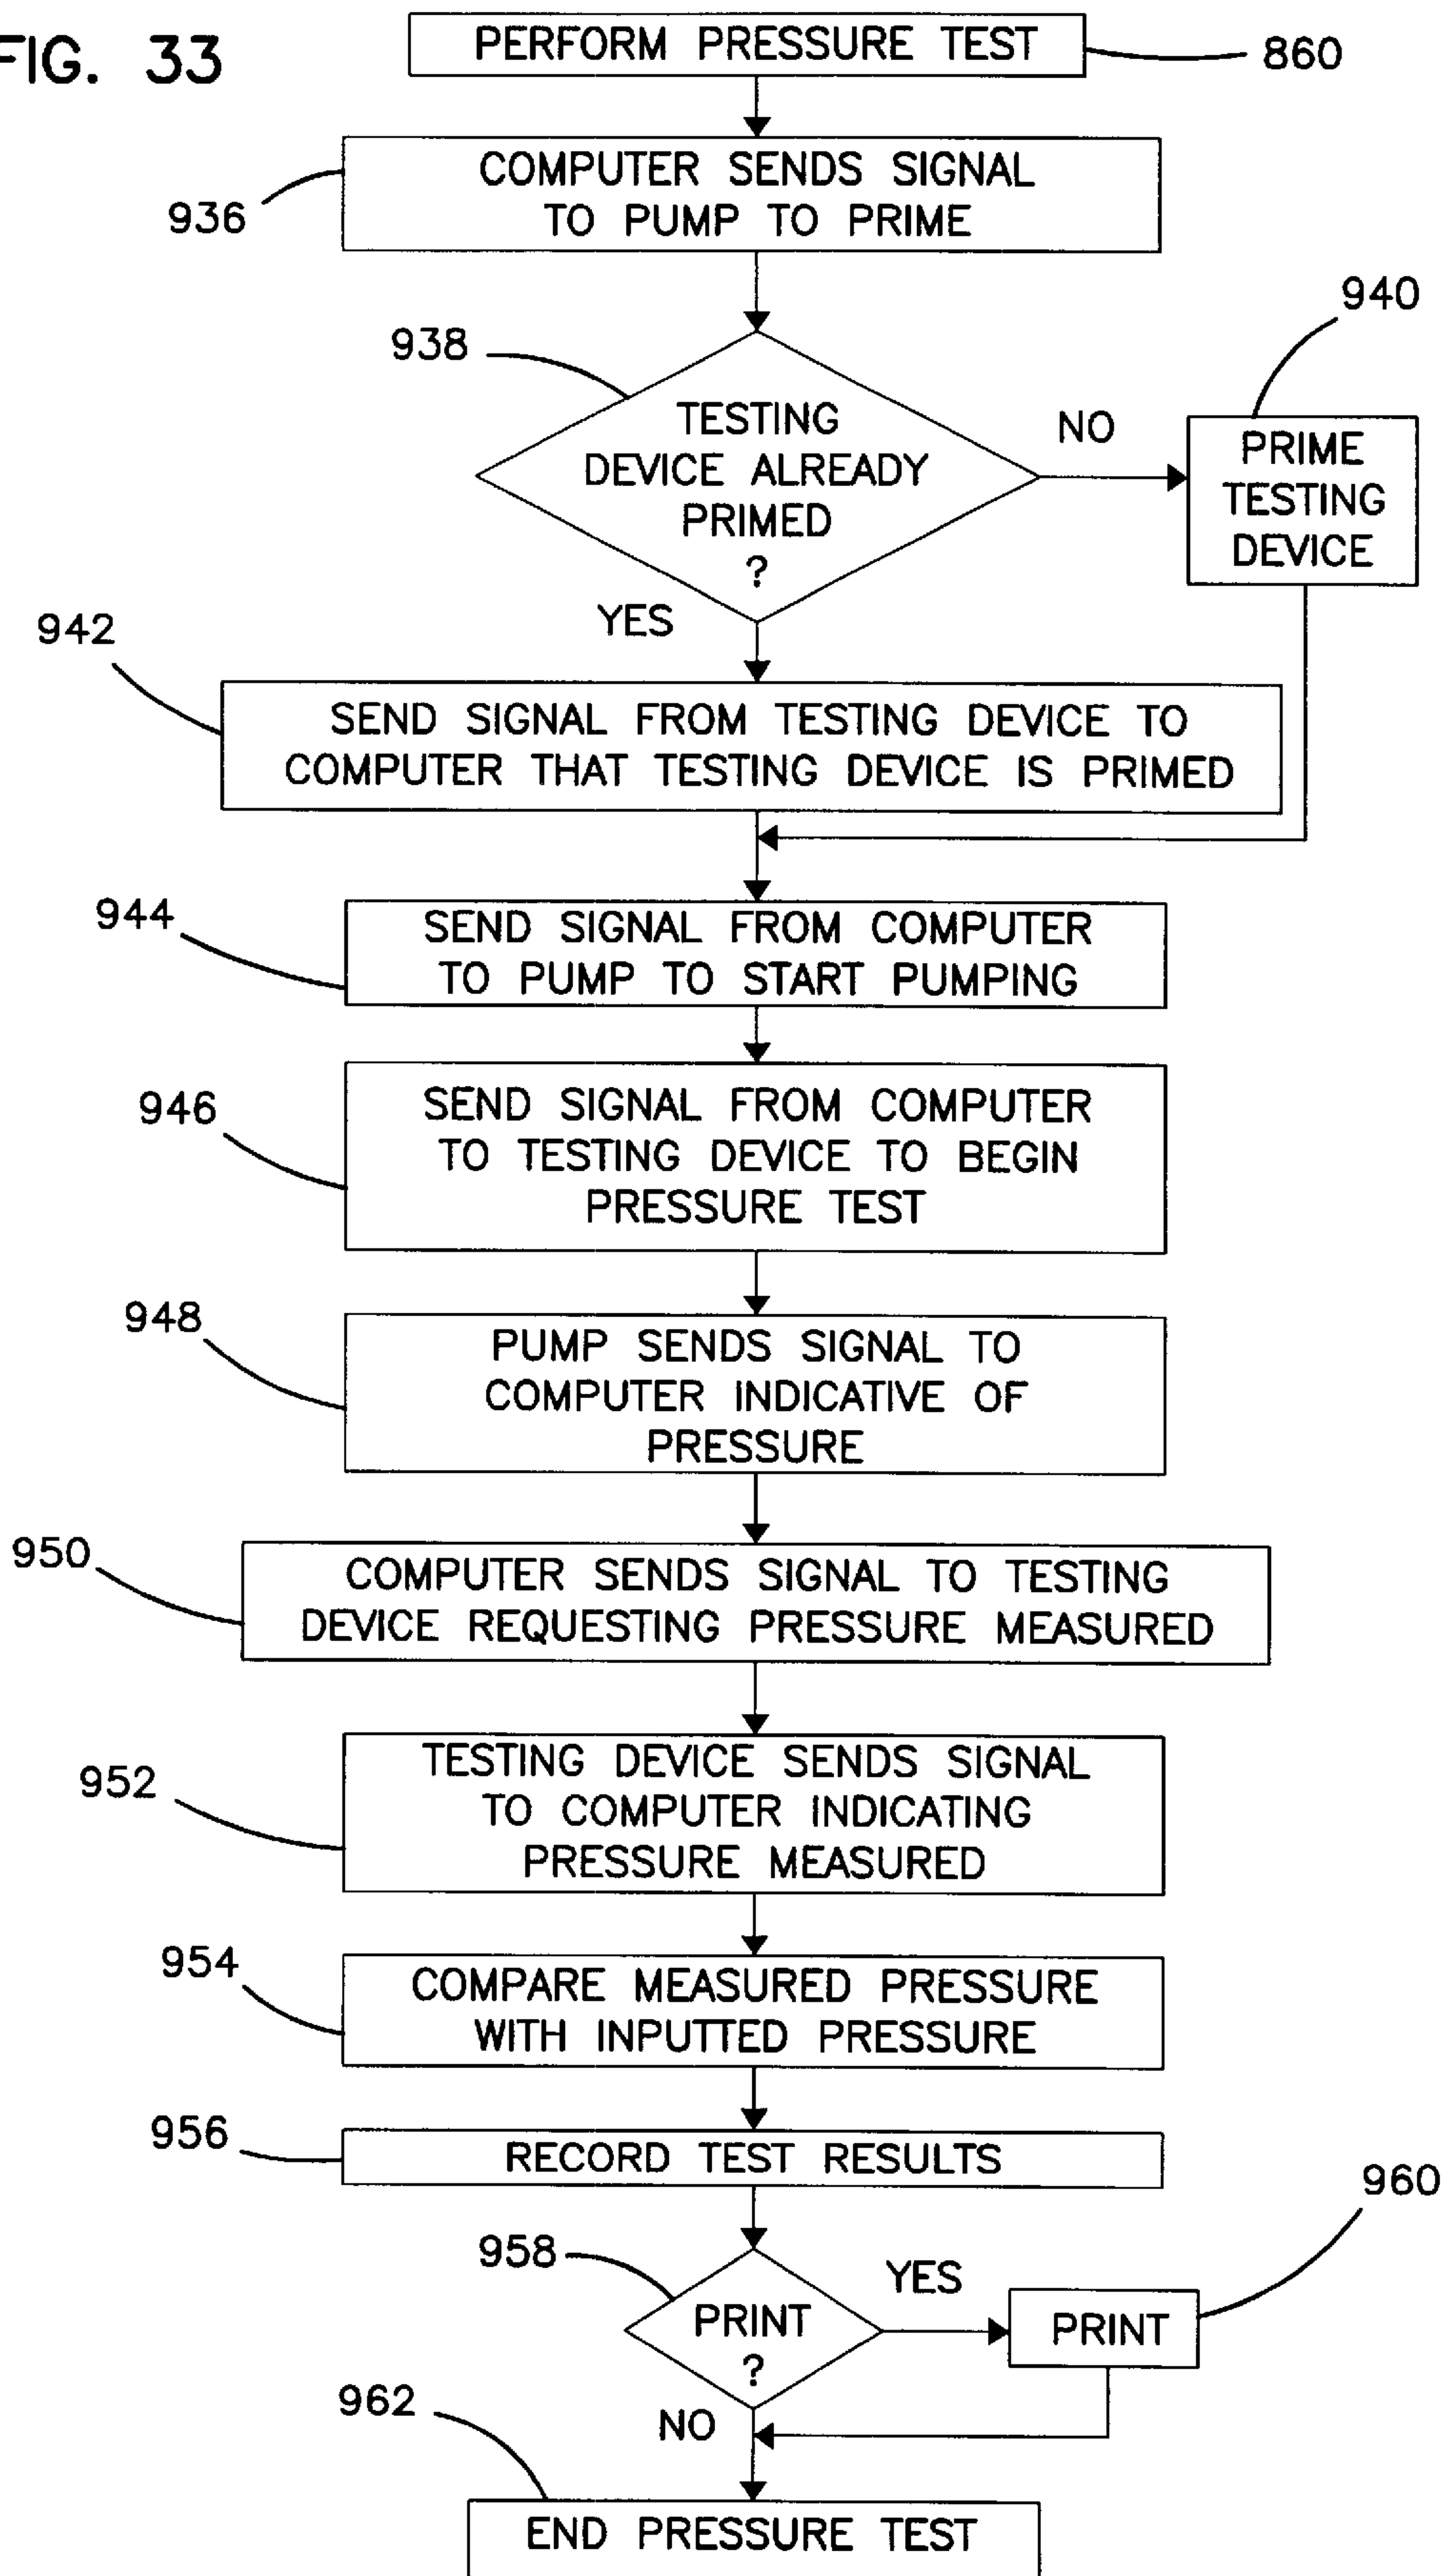 FIG. 33
PERFORM PRESSURE TEST
860
COMPUTER SENDS SIGNAL
TO PUMP TO PRIME
936
938
TESTING
DEVICE ALREADY
PRIMED
?
NO
940
PRIME
TESTING
DEVICE
YES
942
SEND SIGNAL FROM TESTING DEVICE TO
COMPUTER THAT TESTING DEVICE IS PRIMED
944
SEND SIGNAL FROM COMPUTER
TO PUMP TO START PUMPING
946
SEND SIGNAL FROM COMPUTER
TO TESTING DEVICE TO BEGIN
PRESSURE TEST
948
PUMP SENDS SIGNAL TO
COMPUTER INDICATIVE OF
PRESSURE
950
COMPUTER SENDS SIGNAL TO TESTING
DEVICE REQUESTING PRESSURE MEASURED
952
TESTING DEVICE SENDS SIGNAL
TO COMPUTER INDICATING
PRESSURE MEASURED
954
COMPARE MEASURED PRESSURE
WITH INPUTTED PRESSURE
956
RECORD TEST RESULTS
958
PRINT
?
YES
960
PRINT
NO
962
END PRESSURE TEST